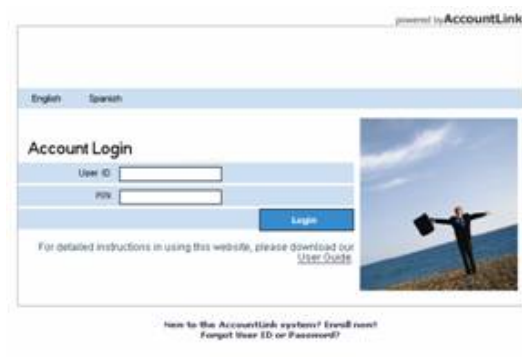 powered by AccountLink
English Spanish
Account Login
User ID
PIN
Login
For detailed instructions in using this website, please download our
User Guide.
New to the AccountLink system? Enroll now!
Forgot User ID or Password?